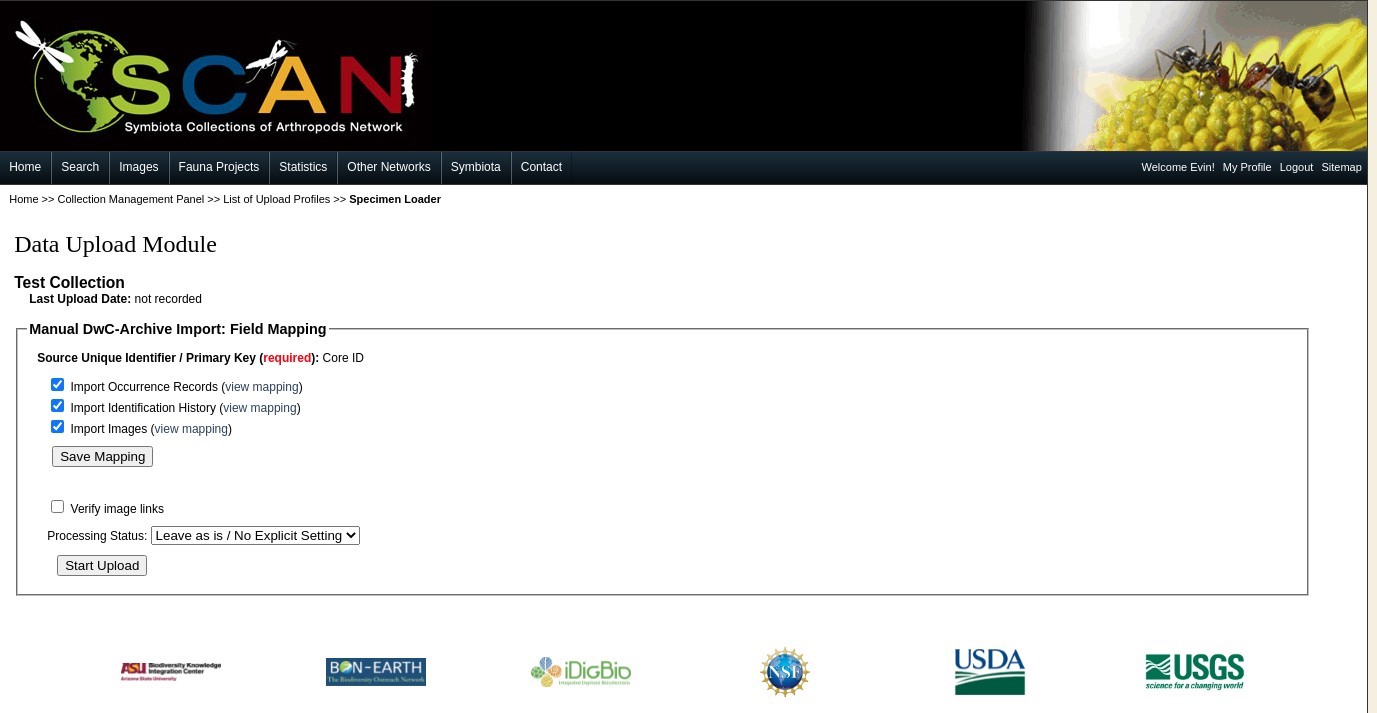 SCAN
Symbiota Collections of Arthropods Network
Home Search Images Fauna Projects Statistics Other Networks Symbiota Contact Welcome Evin! My Profile Logout Sitemap
Home >> Collection Management Panel >> List of Upload Profiles >> Specimen Loader
Data Upload Module
Test Collection
Last Upload Date: not recorded
Manual DwC-Archive Import: Field Mapping
Source Unique Identifier / Primary Key (required): Core ID
Import Occurrence Records (view mapping)
Import Identification History (view mapping)
Import Images (view mapping)
Save Mapping
Verify image links
Processing Status: Leave as is / No Explicit Setting
Start Upload
ASU Biodiversity Knowledge Integration Center
Arizona State University
BON-EARTH
The Biodiversity Outreach Network
iDigBio
Integrated Digitized Biocollections
NSF
USDA
USGS
science for a changing world